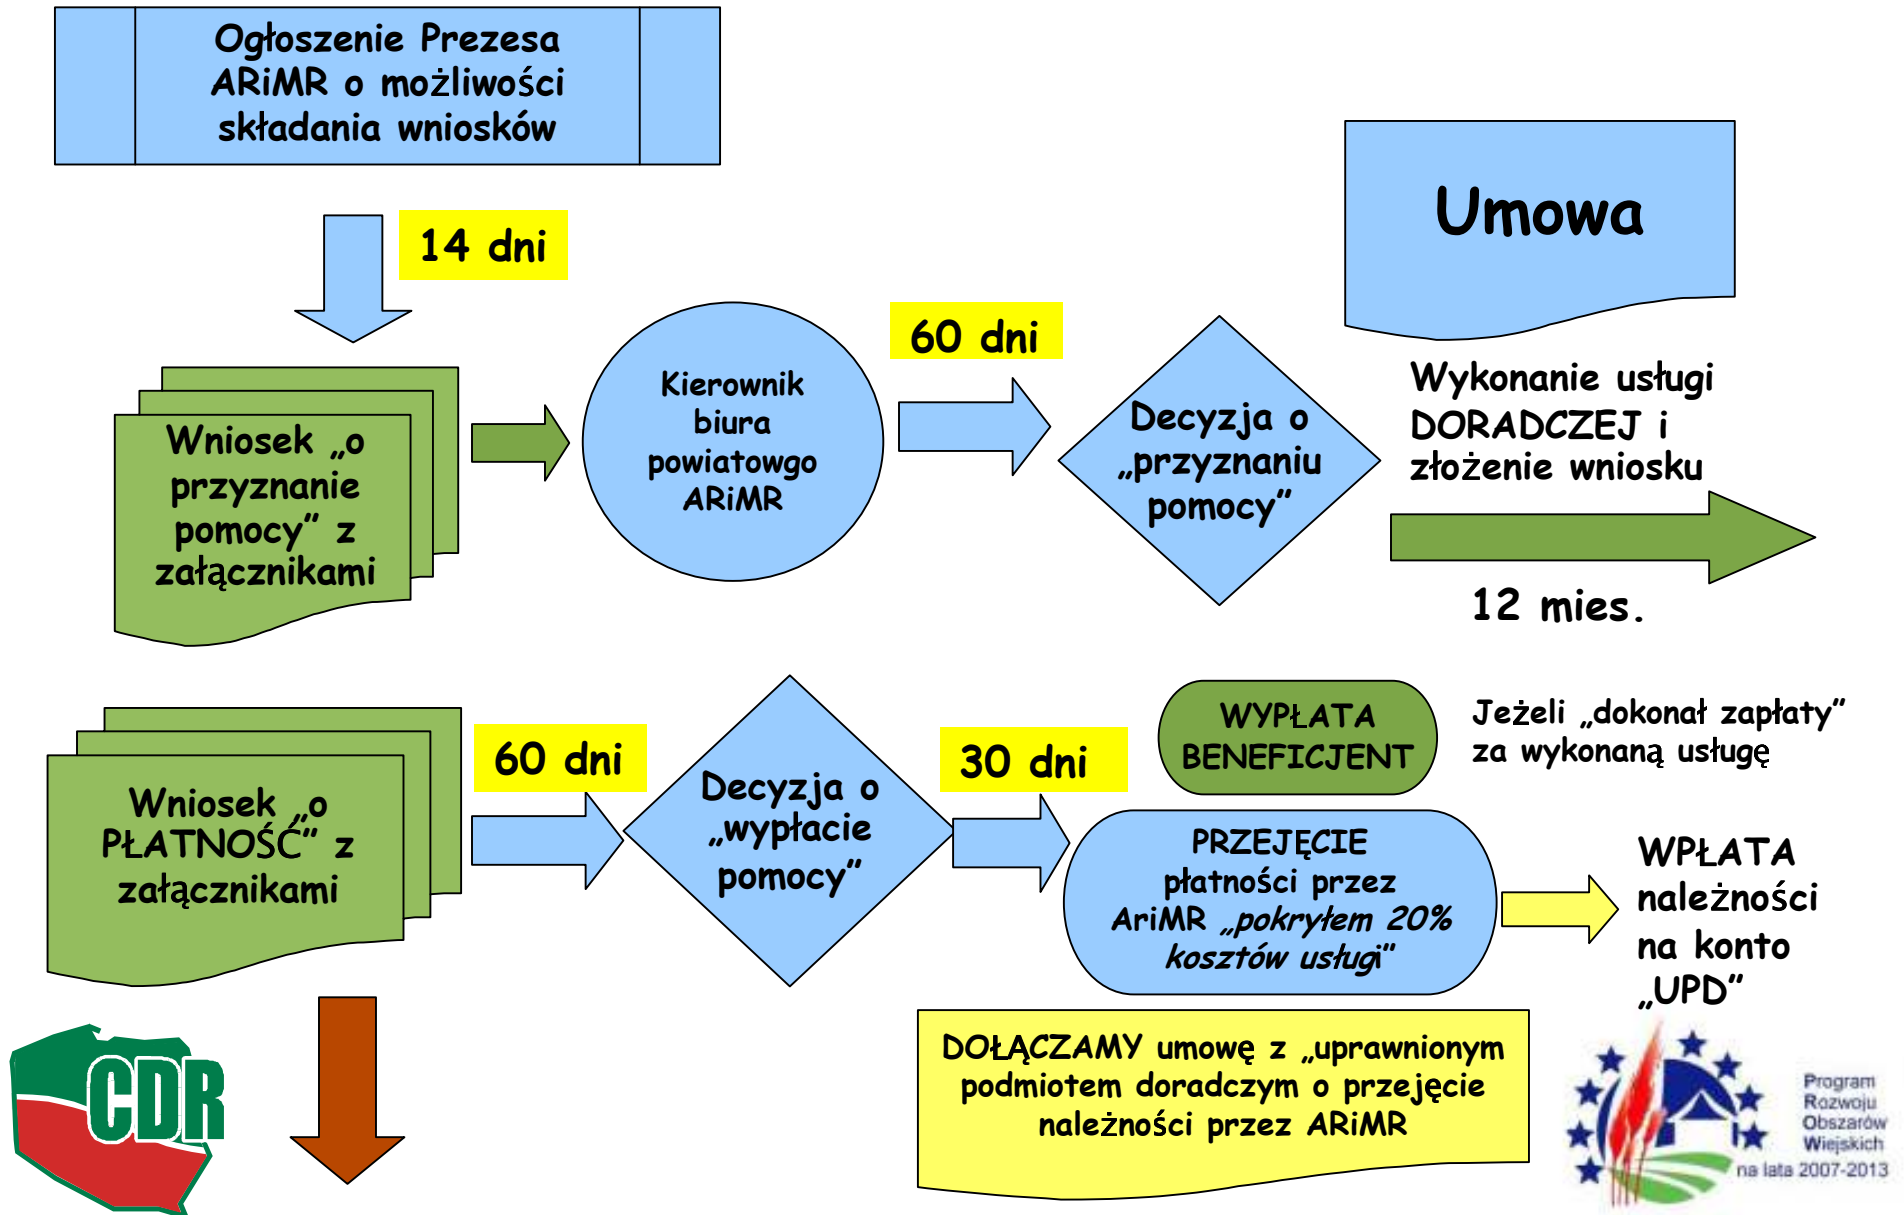 Ogłoszenie Prezesa
ARiMR o możliwości
składania wniosków
14 dni
Umowa
Wniosek „o
przyznanie
pomocy” z
załącznikami
Kierownik
biura
powiatowgo
ARiMR
60 dni
Decyzja o
„przyznaniu
pomocy”
Wykonanie usługi
DORADCZEJ i
złożenie wniosku
12 mies.
Wniosek „o
PŁATNOŚĆ” z
załącznikami
60 dni
Decyzja o
„wypłacie
pomocy”
30 dni
WYPŁATA
BENEFICJENT
Jeżeli „dokonał zapłaty”
za wykonaną usługę
PRZEJĘCIE
płatności przez
AriMR „pokryłem 20%
kosztów usługi”
WPŁATA
należności
na konto
„UPD”
DOŁĄCZAMY umowę z „uprawnionym
podmiotem doradczym o przejęcie
należności przez ARiMR
CDR
Program
Rozwoju
Obszarów
Wiejskich
na lata 2007-2013